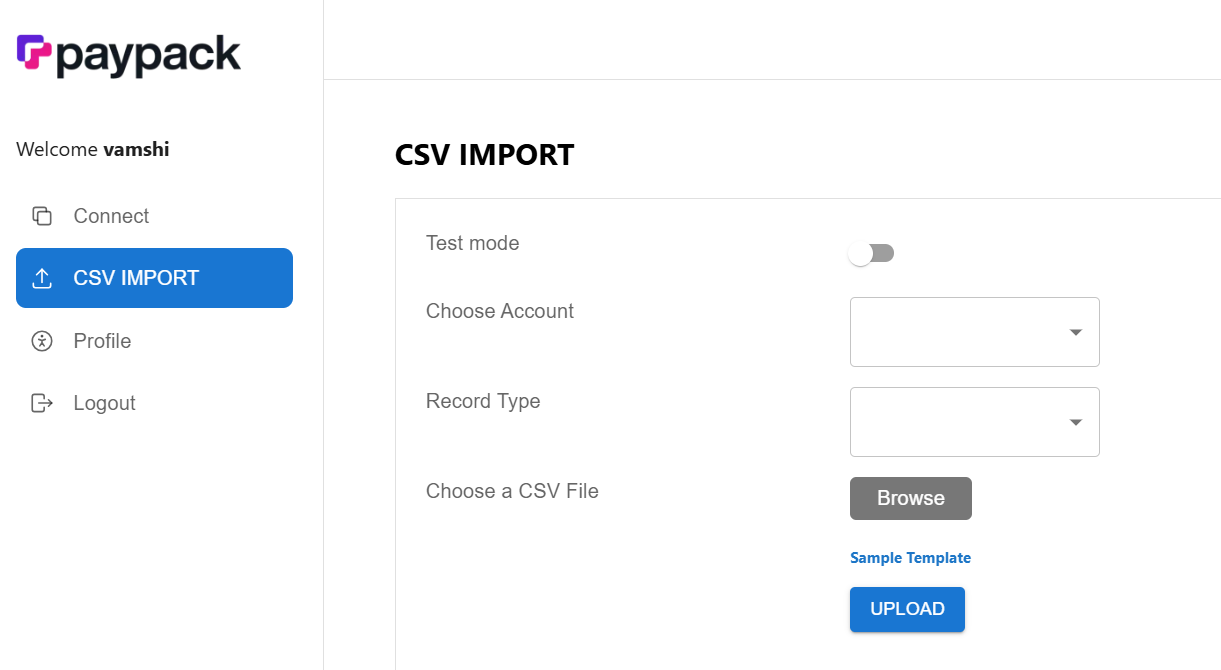 paypack
Welcome vamshi
Connect
CSV IMPORT
Profile
Logout
CSV IMPORT
Test mode
Choose Account
Record Type
Choose a CSV File
Browse
Sample Template
UPLOAD